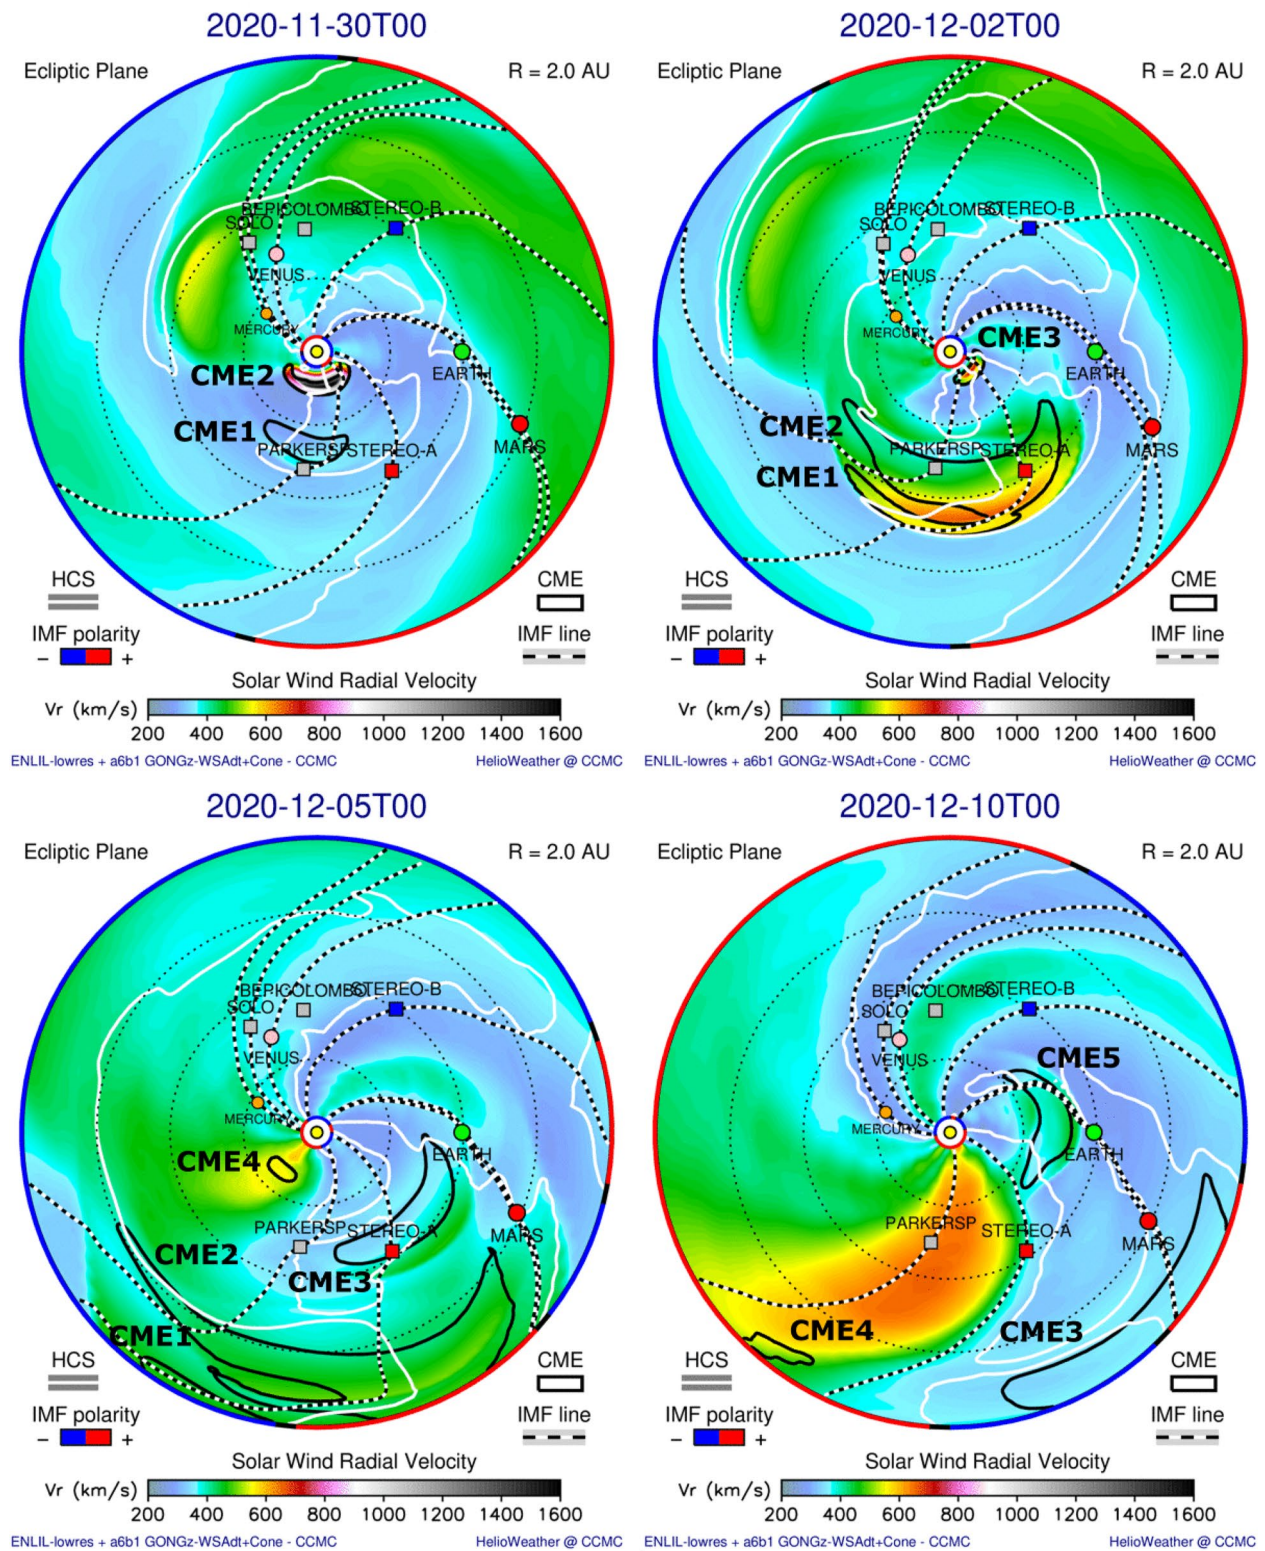 2020-11-30T00
Ecliptic Plane
R = 2.0 AU
BEPICOLOMBO
STEREO-B
SOLO
VENUS
MERCURY
CME2
EARTH
CME1
PARKERSP
STEREO-A
MARS
HCS
CME
IMF polarity
IMF line
− +
Solar Wind Radial Velocity
Vr (km/s)
200 400 600 800 1000 1200 1400 1600
ENLIL-lowres + a6b1 GONGz-WSAdt+Cone - CCMC
HelioWeather @ CCMC
2020-12-02T00
Ecliptic Plane
R = 2.0 AU
BEPICOLOMBO
STEREO-B
SOLO
VENUS
MERCURY
CME3
EARTH
CME2
PARKERSP
STEREO-A
MARS
CME1
HCS
CME
IMF polarity
IMF line
− +
Solar Wind Radial Velocity
Vr (km/s)
200 400 600 800 1000 1200 1400 1600
ENLIL-lowres + a6b1 GONGz-WSAdt+Cone - CCMC
HelioWeather @ CCMC
2020-12-05T00
Ecliptic Plane
R = 2.0 AU
BEPICOLOMBO
STEREO-B
SOLO
VENUS
MERCURY
CME4
EARTH
PARKERSP
STEREO-A
MARS
CME2
CME3
CME1
HCS
CME
IMF polarity
IMF line
− +
Solar Wind Radial Velocity
Vr (km/s)
200 400 600 800 1000 1200 1400 1600
ENLIL-lowres + a6b1 GONGz-WSAdt+Cone - CCMC
HelioWeather @ CCMC
2020-12-10T00
Ecliptic Plane
R = 2.0 AU
BEPICOLOMBO
STEREO-B
SOLO
VENUS
CME5
MERCURY
EARTH
PARKERSP
STEREO-A
MARS
CME4
CME3
HCS
CME
IMF polarity
IMF line
− +
Solar Wind Radial Velocity
Vr (km/s)
200 400 600 800 1000 1200 1400 1600
ENLIL-lowres + a6b1 GONGz-WSAdt+Cone - CCMC
HelioWeather @ CCMC